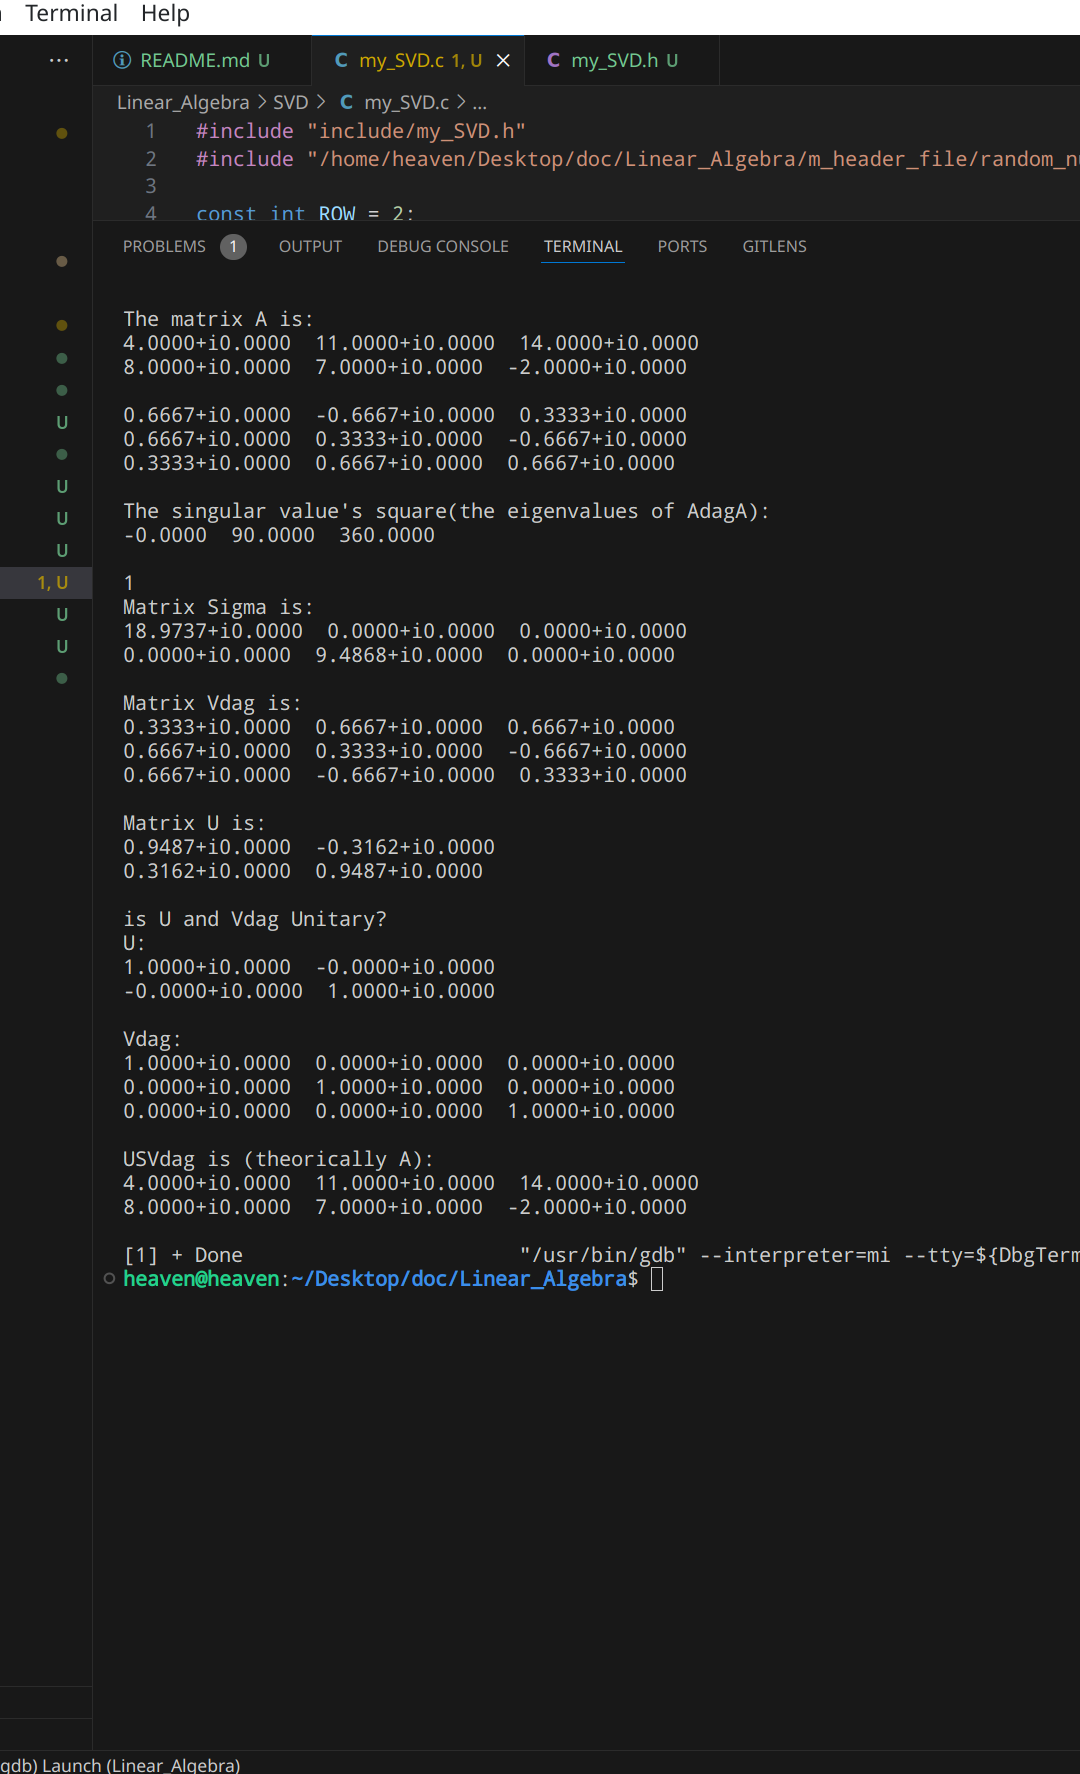 Terminal Help
... README.md U C my_SVD.c 1, U × C my_SVD.h U
Linear_Algebra > SVD > C my_SVD.c > ...
1 #include "include/my_SVD.h"
2 #include "/home/heaven/Desktop/doc/Linear_Algebra/m_header_file/random_n
3
4 const int ROW = 2;
PROBLEMS 1 OUTPUT DEBUG CONSOLE TERMINAL PORTS GITLENS
The matrix A is:
4.0000+i0.0000 11.0000+i0.0000 14.0000+i0.0000
8.0000+i0.0000 7.0000+i0.0000 -2.0000+i0.0000
0.6667+i0.0000 -0.6667+i0.0000 0.3333+i0.0000
U 0.6667+i0.0000 0.3333+i0.0000 -0.6667+i0.0000
0.3333+i0.0000 0.6667+i0.0000 0.6667+i0.0000
U
The singular value's square(the eigenvalues of AdagA):
U
-0.0000 90.0000 360.0000
U
1, U 1
Matrix Sigma is:
U
18.9737+i0.0000 0.0000+i0.0000 0.0000+i0.0000
U 0.0000+i0.0000 9.4868+i0.0000 0.0000+i0.0000
Matrix Vdag is:
0.3333+i0.0000 0.6667+i0.0000 0.6667+i0.0000
0.6667+i0.0000 0.3333+i0.0000 -0.6667+i0.0000
0.6667+i0.0000 -0.6667+i0.0000 0.3333+i0.0000
Matrix U is:
0.9487+i0.0000 -0.3162+i0.0000
0.3162+i0.0000 0.9487+i0.0000
is U and Vdag Unitary?
U:
1.0000+i0.0000 -0.0000+i0.0000
-0.0000+i0.0000 1.0000+i0.0000
Vdag:
1.0000+i0.0000 0.0000+i0.0000 0.0000+i0.0000
0.0000+i0.0000 1.0000+i0.0000 0.0000+i0.0000
0.0000+i0.0000 0.0000+i0.0000 1.0000+i0.0000
USVdag is (theorically A):
4.0000+i0.0000 11.0000+i0.0000 14.0000+i0.0000
8.0000+i0.0000 7.0000+i0.0000 -2.0000+i0.0000
[1] + Done "/usr/bin/gdb" --interpreter=mi --tty=${DbgTerm
heaven@heaven:~/Desktop/doc/Linear_Algebra$
gdb) Launch (Linear_Algebra)